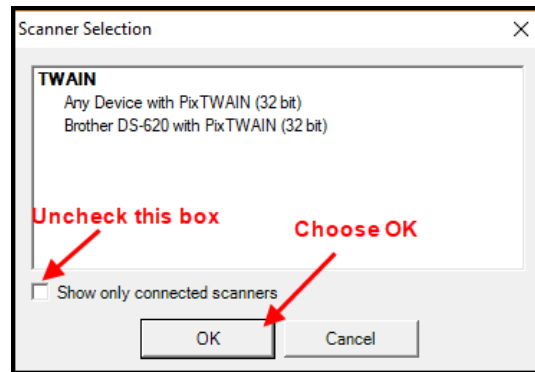 Scanner Selection
TWAIN
Any Device with PixTWAIN (32 bit)
Brother DS-620 with PixTWAIN (32 bit)
Uncheck this box
Choose OK
Show only connected scanners
OK
Cancel